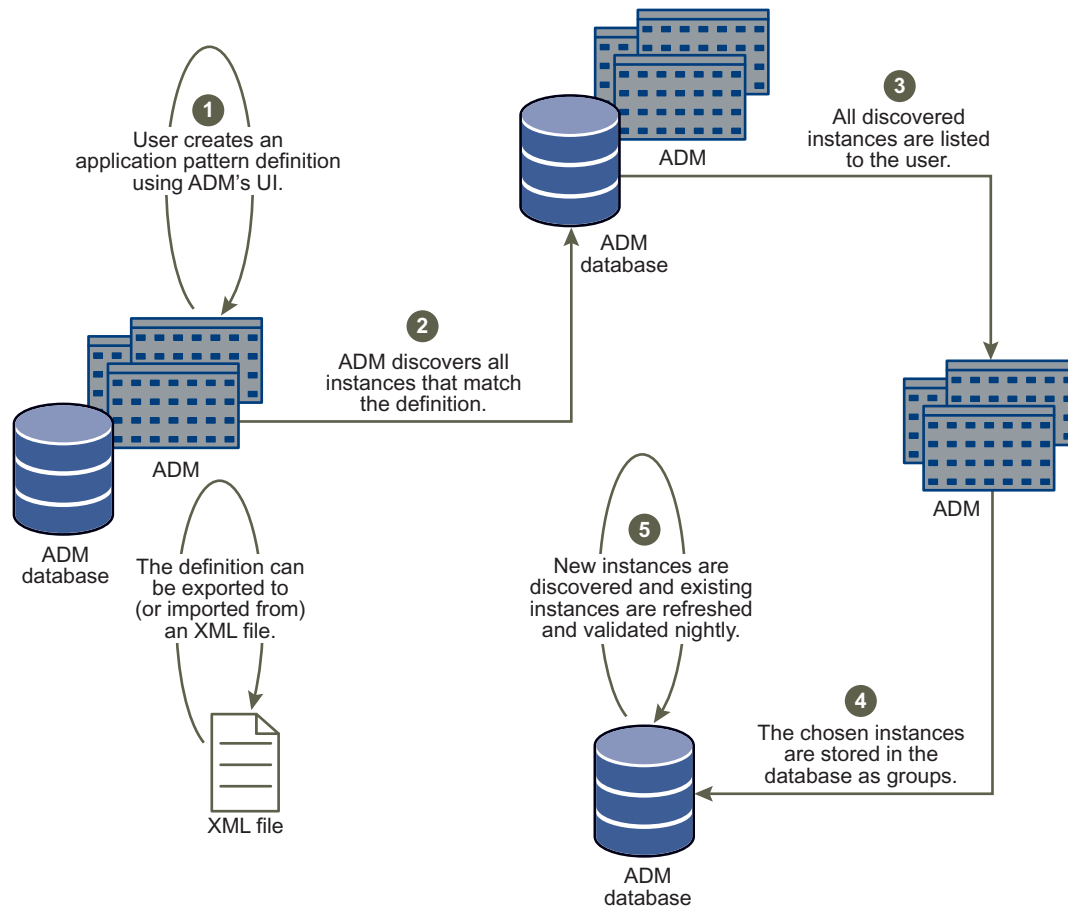 1
User creates an
application pattern definition
using ADM's UI.
ADM
ADM
database
2
ADM discovers all
instances that match
the definition.
ADM
ADM
database
3
All discovered
instances are listed
to the user.
ADM
The definition can
be exported to
(or imported from)
an XML file.
XML file
4
The chosen instances
are stored in the
database as groups.
5
New instances are
discovered and existing
instances are refreshed
and validated nightly.
ADM
database